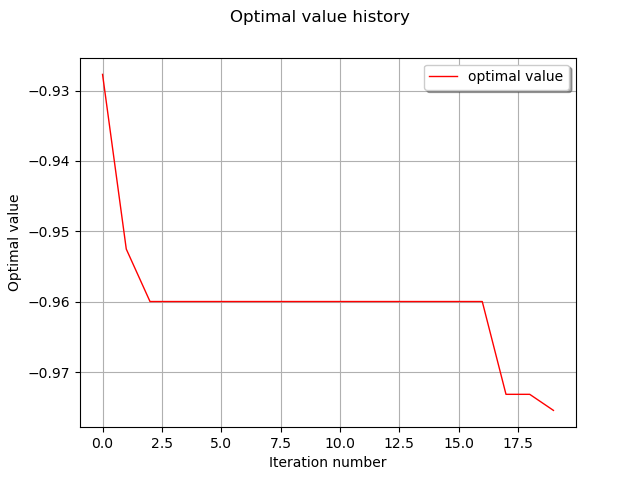 Optimal value history
optimal value
Optimal value
−0.93
−0.94
−0.95
−0.96
−0.97
0.0 2.5 5.0 7.5 10.0 12.5 15.0 17.5
Iteration number